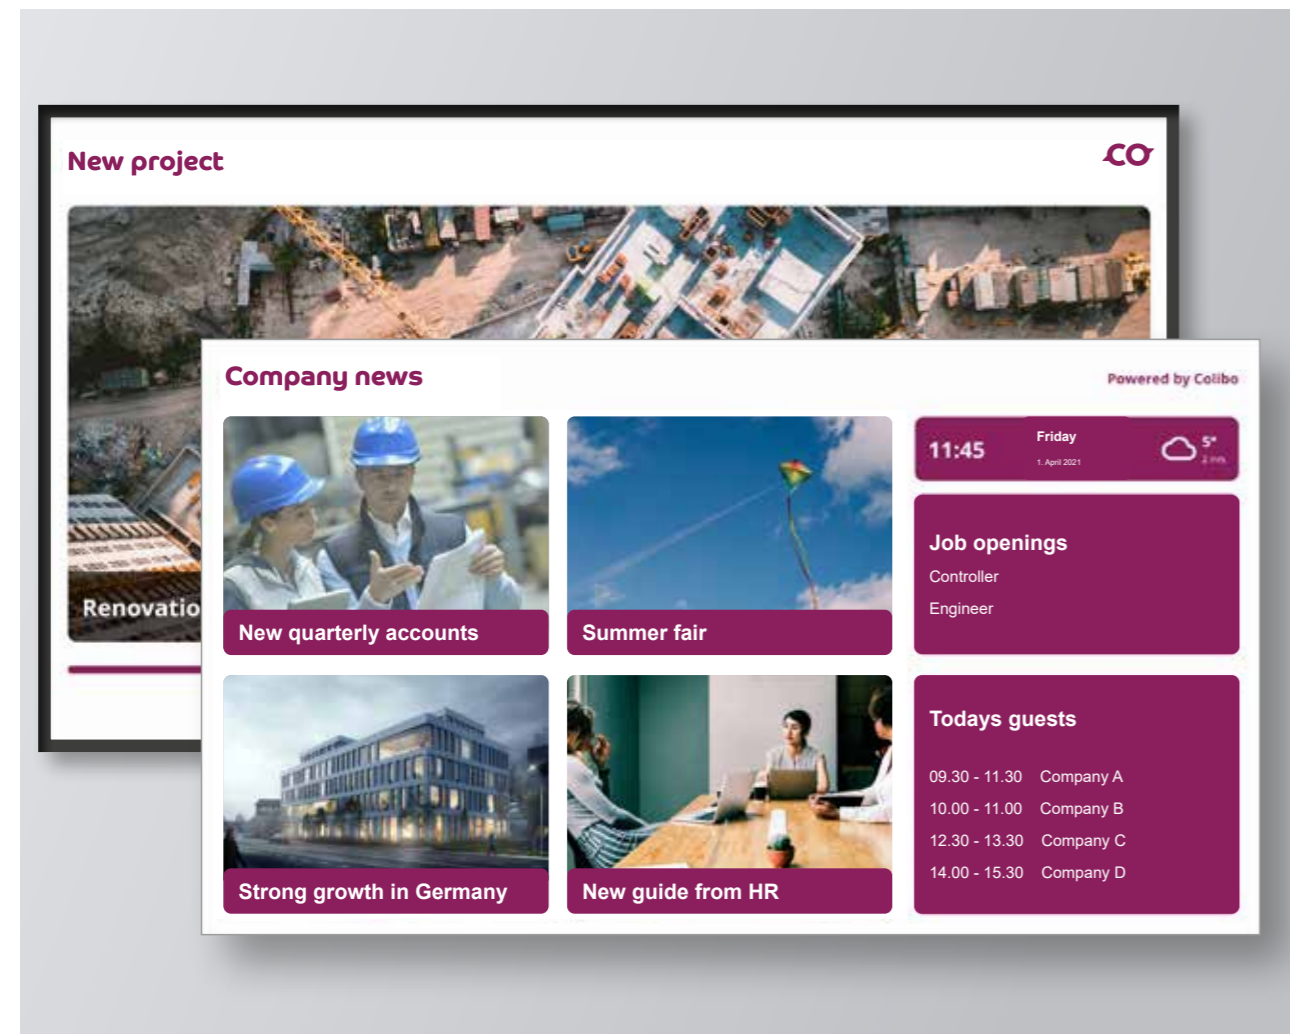 New project
CO
Renovatio
Company news
Powered by Colibo
New quarterly accounts
Summer fair
Strong growth in Germany
New guide from HR
11:45
Friday
1. April 2021
5°
2 m/s
Job openings
Controller
Engineer
Todays guests
09.30 - 11.30 Company A
10.00 - 11.00 Company B
12.30 - 13.30 Company C
14.00 - 15.30 Company D